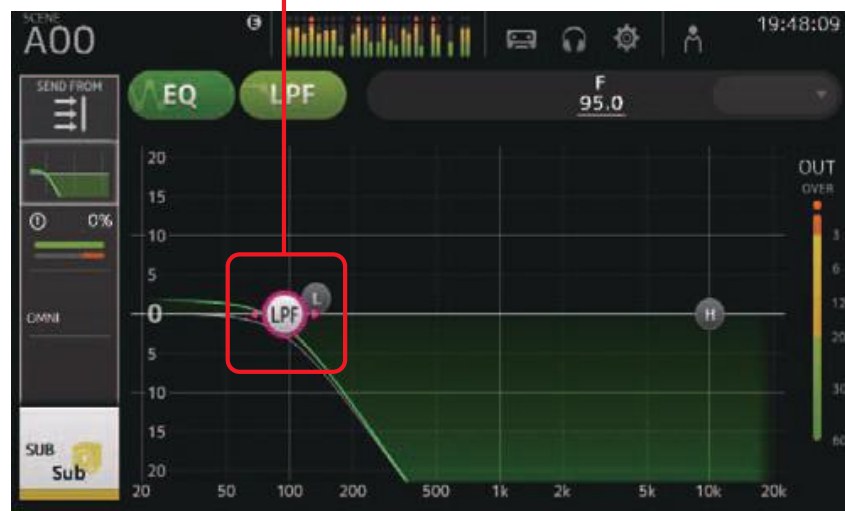 SCENE
A00
E
19:48:09
SEND FROM
EQ
LPF
F
95.0
0%
OMNI
SUB
Sub
20
15
10
5
0
5
10
15
20
LPF
L
H
20 50 100 200 500 1k 2k 5k 10k 20k
OUT
OVER
3
6
12
20
30
60